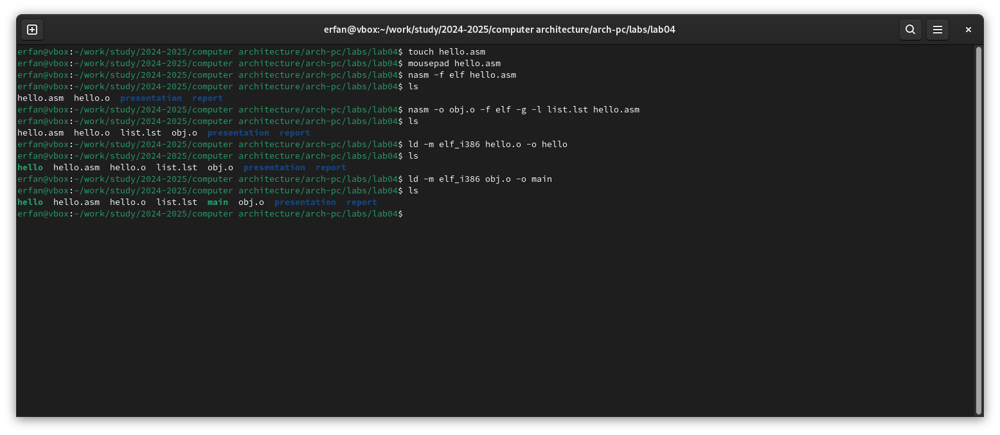 erfan@vbox:~/work/study/2024-2025/computer architecture/arch-pc/labs/lab04
erfan@vbox:~/work/study/2024-2025/computer architecture/arch-pc/labs/lab04$ touch hello.asm
erfan@vbox:~/work/study/2024-2025/computer architecture/arch-pc/labs/lab04$ mousepad hello.asm
erfan@vbox:~/work/study/2024-2025/computer architecture/arch-pc/labs/lab04$ nasm -f elf hello.asm
erfan@vbox:~/work/study/2024-2025/computer architecture/arch-pc/labs/lab04$ ls
hello.asm  hello.o  presentation  report
erfan@vbox:~/work/study/2024-2025/computer architecture/arch-pc/labs/lab04$ nasm -o obj.o -f elf -g -l list.lst hello.asm
erfan@vbox:~/work/study/2024-2025/computer architecture/arch-pc/labs/lab04$ ls
hello.asm  hello.o  list.lst  obj.o  presentation  report
erfan@vbox:~/work/study/2024-2025/computer architecture/arch-pc/labs/lab04$ ld -m elf_i386 hello.o -o hello
erfan@vbox:~/work/study/2024-2025/computer architecture/arch-pc/labs/lab04$ ls
hello  hello.asm  hello.o  list.lst  obj.o  presentation  report
erfan@vbox:~/work/study/2024-2025/computer architecture/arch-pc/labs/lab04$ ld -m elf_i386 obj.o -o main
erfan@vbox:~/work/study/2024-2025/computer architecture/arch-pc/labs/lab04$ ls
hello  hello.asm  hello.o  list.lst  main  obj.o  presentation  report
erfan@vbox:~/work/study/2024-2025/computer architecture/arch-pc/labs/lab04$